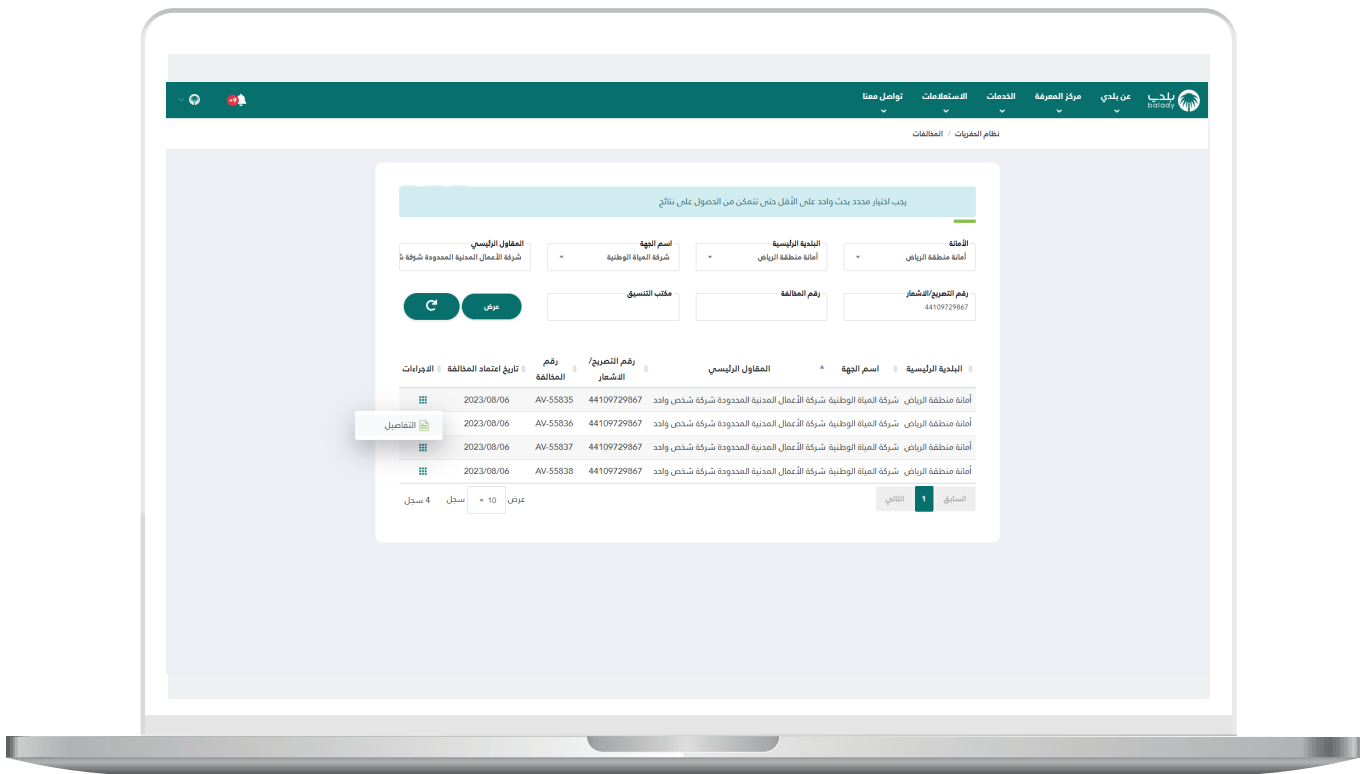 بلدي
balady
عن بلدي
مركز المعرفة
الخدمات
الاستعلامات
تواصل معنا
+9
نظام الحفريات / المخالفات
يجب اختيار محدد بحث واحد على الأقل حتى تتمكن من الحصول على نتائج
الأمانة
أمانة منطقة الرياض
البلدية الرئيسية
أمانة منطقة الرياض
اسم الجهة
شركة المياة الوطنية
المقاول الرئيسي
شركة الأعمال المدنية المحدودة شركة ش
رقم التصريح/الاشعار
44109729867
رقم المخالفة
مكتب التنسيق
عرض
البلدية الرئيسية اسم الجهة المقاول الرئيسي رقم التصريح/ الاشعار رقم المخالفة تاريخ اعتماد المخالفة الاجراءات
أمانة منطقة الرياض شركة المياة الوطنية شركة الأعمال المدنية المحدودة شركة شخص واحد 44109729867 AV-55835 2023/08/06
أمانة منطقة الرياض شركة المياة الوطنية شركة الأعمال المدنية المحدودة شركة شخص واحد 44109729867 AV-55836 2023/08/06
التفاصيل
أمانة منطقة الرياض شركة المياة الوطنية شركة الأعمال المدنية المحدودة شركة شخص واحد 44109729867 AV-55837 2023/08/06
أمانة منطقة الرياض شركة المياة الوطنية شركة الأعمال المدنية المحدودة شركة شخص واحد 44109729867 AV-55838 2023/08/06
السابق 1 التالي
عرض 10 سجل 4 سجل